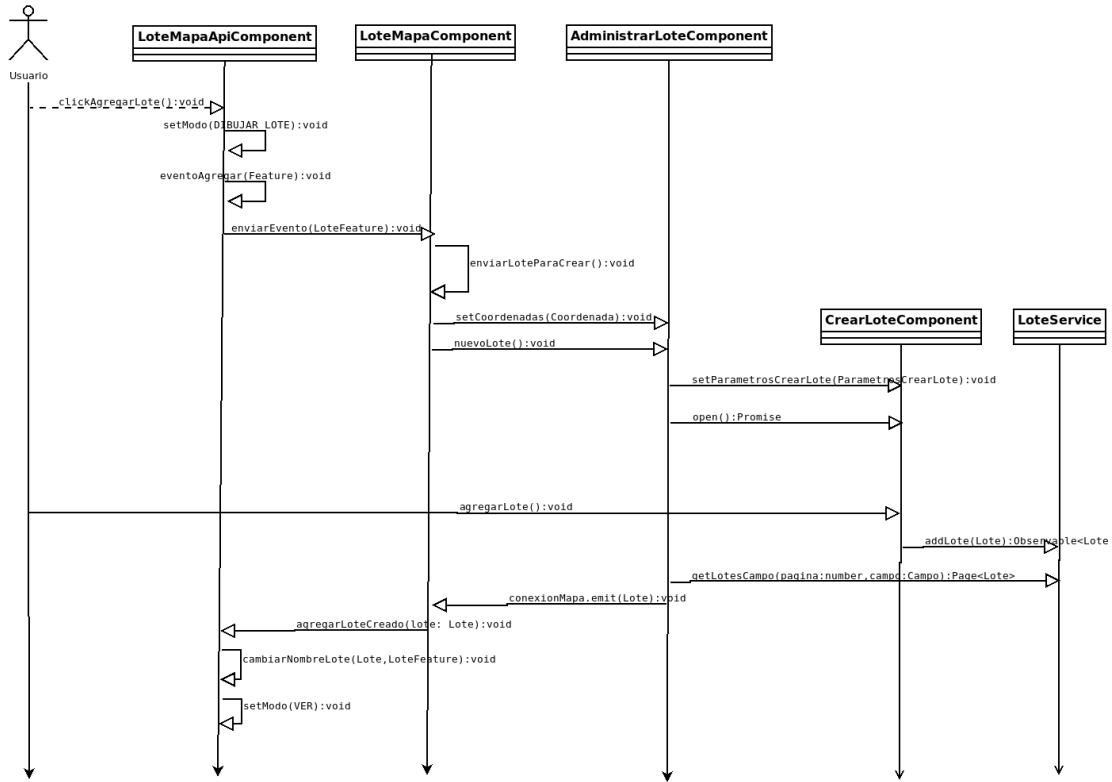 LoteMapaApiComponent
LoteMapaComponent
AdministrarLoteComponent
Usuario
clickAgregarLote():void
setModo(DIBUJAR LOTE):void
eventoAgregar(Feature):void
enviarEvento(LoteFeature):void
enviarLoteParaCrear():void
CrearLoteComponent
LoteService
setCoordenadas(Coordenada):void
nuevoLote():void
setParametrosCrearLote(ParametrosCrearLote):void
open():Promise
agregarLote():void
addLote(Lote):Observable<Lote
getLotesCampo(pagina:number,campo:Campo):Page<Lote>
conexionMapa.emit(Lote):void
agregarLoteCreado(lote: Lote):void
cambiarNombreLote(Lote,LoteFeature):void
setModo(VER):void